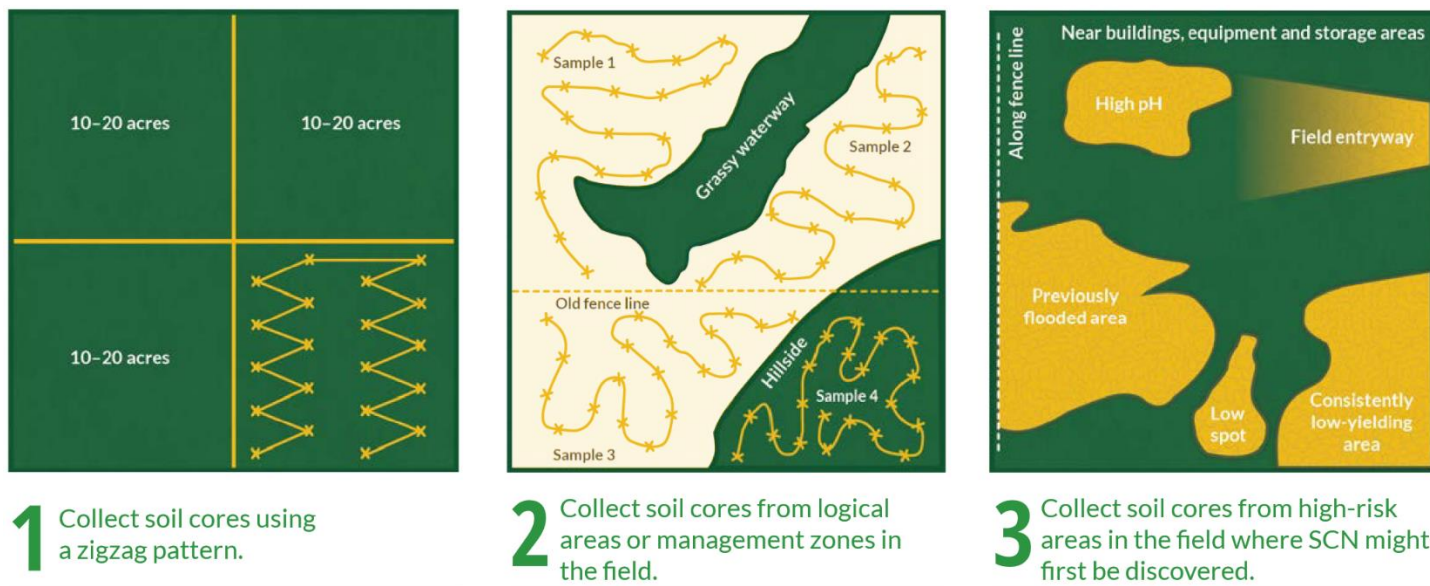 10–20 acres
10–20 acres
10–20 acres
1
Collect soil cores using
a zigzag pattern.
Sample 1
Grassy waterway
Sample 2
Old fence line
Hillside
Sample 4
Sample 3
2
Collect soil cores from logical
areas or management zones in
the field.
Along fence line
Near buildings, equipment and storage areas
High pH
Field entryway
Previously
flooded area
Low
spot
Consistently
low-yielding
area
3
Collect soil cores from high-risk
areas in the field where SCN might
first be discovered.